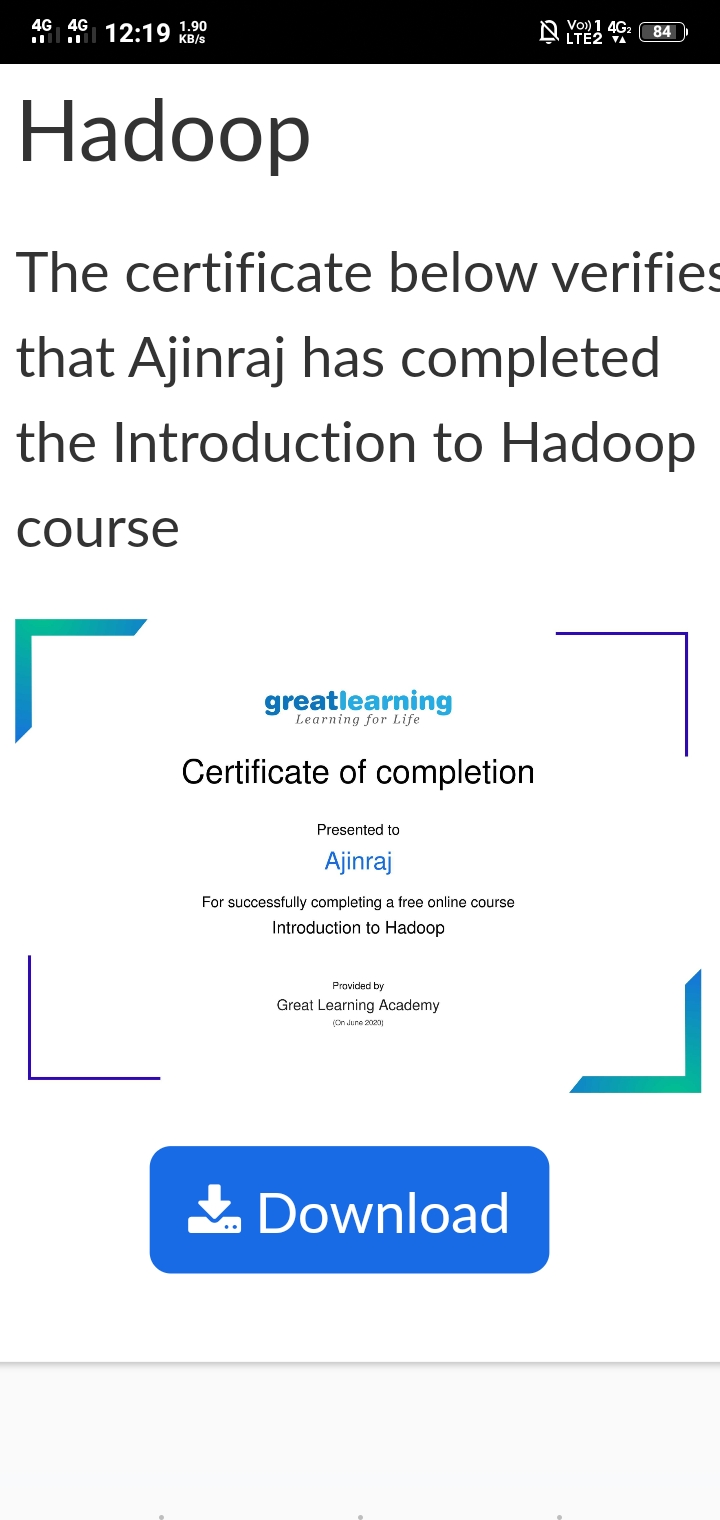 4G 4G 12:19 1.90 KB/s Vo)) 1 LTE2 4G2 84
Hadoop
The certificate below verifies
that Ajinraj has completed
the Introduction to Hadoop
course
greatlearning
Learning for Life
Certificate of completion
Presented to
Ajinraj
For successfully completing a free online course
Introduction to Hadoop
Provided by
Great Learning Academy
(On June 2020)
Download